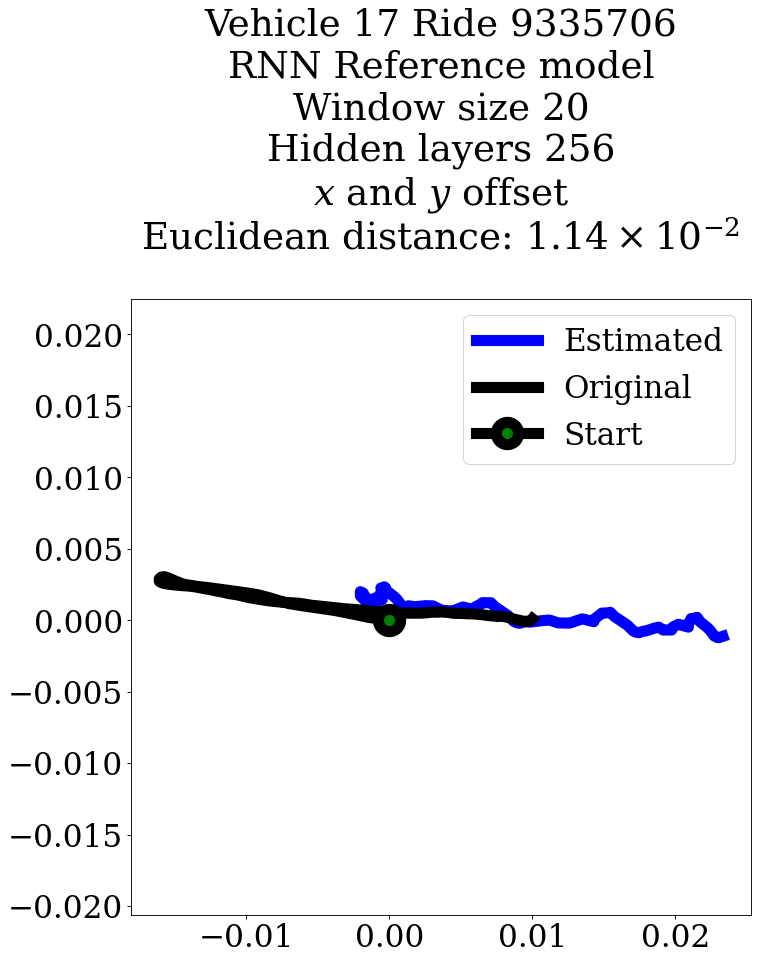 Vehicle 17 Ride 9335706
RNN Reference model
Window size 20
Hidden layers 256
x and y offset
Euclidean distance: 1.14 × 10⁻²
Estimated
Original
Start
0.020
0.015
0.010
0.005
0.000
−0.005
−0.010
−0.015
−0.020
−0.01 0.00 0.01 0.02